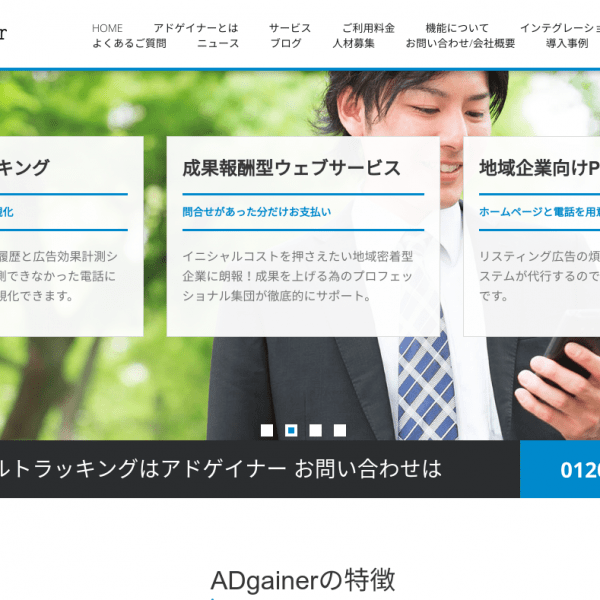 r
HOME アドゲイナーとは サービス ご利用料金 機能について インテグレーショ
よくあるご質問 ニュース ブログ 人材募集 お問い合わせ/会社概要 導入事例
キング
視化
履歴と広告効果計測シ
測できなかった電話に
視化できます。
成果報酬型ウェブサービス
問合せがあった分だけお支払い
イニシャルコストを押さえたい地域密着型
企業に朗報！成果を上げる為のプロフェッ
ショナル集団が徹底的にサポート。
地域企業向けP
ホームページと電話を用意
リスティング広告の煩
ステムが代行するので
です。
ルトラッキングはアドゲイナー お問い合わせは
012
ADgainerの特徴